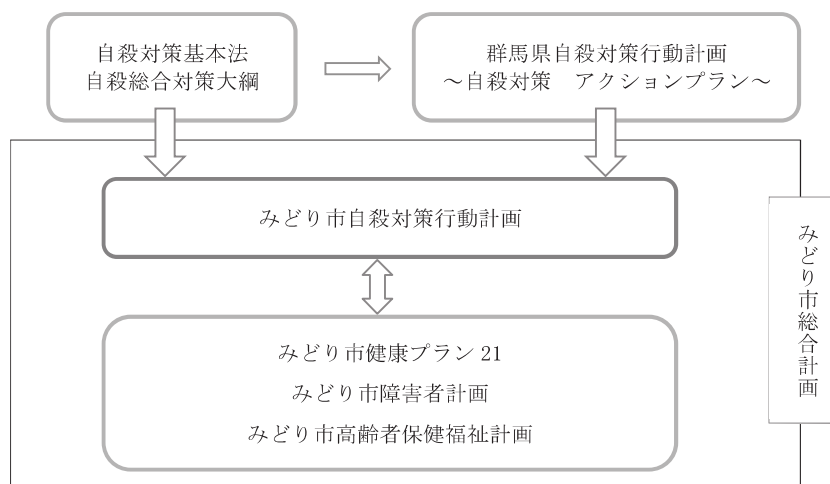 自殺対策基本法
自殺総合対策大綱
群馬県自殺対策行動計画
～自殺対策　アクションプラン～
みどり市自殺対策行動計画
みどり市総合計画
みどり市健康プラン 21
みどり市障害者計画
みどり市高齢者保健福祉計画